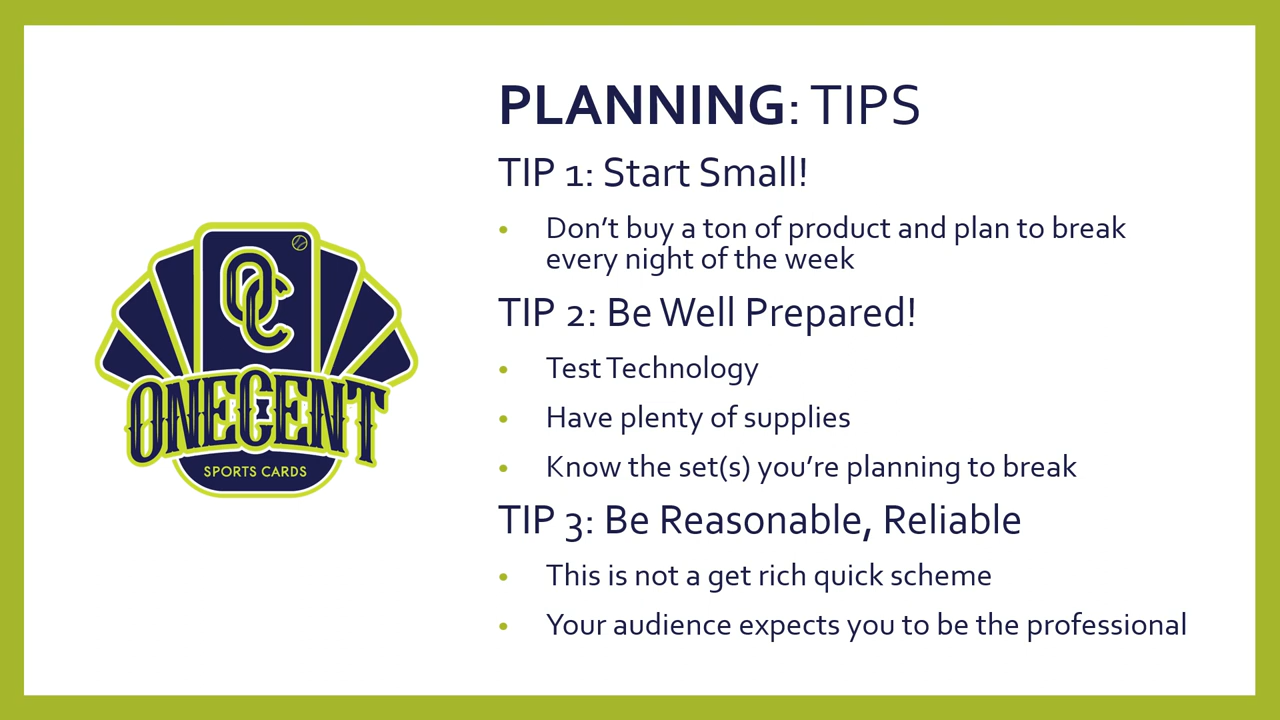 PLANNING: TIPS
TIP 1: Start Small!
• Don’t buy a ton of product and plan to break
every night of the week
TIP 2: Be Well Prepared!
• Test Technology
• Have plenty of supplies
• Know the set(s) you’re planning to break
TIP 3: Be Reasonable, Reliable
• This is not a get rich quick scheme
• Your audience expects you to be the professional
OC
ONECENT
SPORTS CARDS